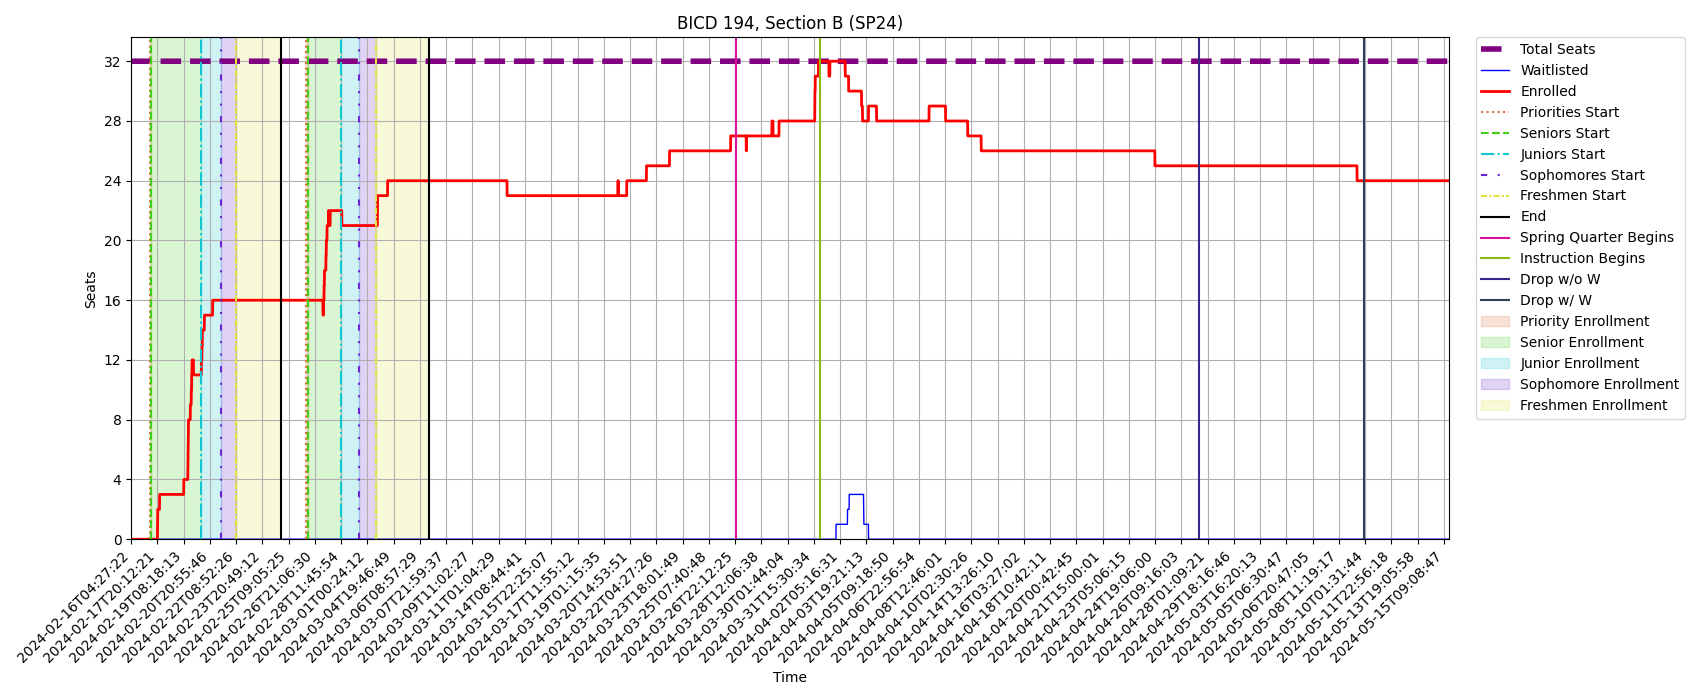 BICD 194, Section B (SP24)
Seats
32
28
24
20
16
12
8
4
0
2024-02-16T04:27:22
2024-02-17T20:12:21
2024-02-19T08:18:13
2024-02-20T20:55:46
2024-02-22T08:52:26
2024-02-23T20:49:12
2024-02-25T09:05:25
2024-02-26T21:06:30
2024-02-28T11:45:54
2024-03-01T00:24:12
2024-03-04T19:46:49
2024-03-06T08:57:29
2024-03-07T21:59:37
2024-03-11T01:04:29
2024-03-14T08:44:41
2024-03-15T22:25:07
2024-03-17T11:55:12
2024-03-19T01:15:35
2024-03-20T14:53:51
2024-03-22T04:27:26
2024-03-23T18:01:49
2024-03-25T07:40:48
2024-03-26T22:12:25
2024-03-28T12:06:38
2024-03-30T01:44:04
2024-03-31T15:30:34
2024-04-02T05:16:31
2024-04-03T19:21:13
2024-04-05T09:18:50
2024-04-06T22:56:54
2024-04-08T12:46:01
2024-04-10T02:30:26
2024-04-14T13:26:10
2024-04-16T03:27:02
2024-04-18T10:42:11
2024-04-20T00:42:45
2024-04-21T15:00:01
2024-04-23T05:06:15
2024-04-24T19:06:00
2024-04-26T09:16:03
2024-04-28T01:09:21
2024-04-29T18:16:46
2024-05-03T16:20:13
2024-05-05T06:30:47
2024-05-06T20:47:05
2024-05-08T11:19:17
2024-05-10T01:31:44
2024-05-11T22:56:18
2024-05-13T19:05:58
2024-05-15T09:08:47
Time
Total Seats
Waitlisted
Enrolled
Priorities Start
Seniors Start
Juniors Start
Sophomores Start
Freshmen Start
End
Spring Quarter Begins
Instruction Begins
Drop w/o W
Drop w/ W
Priority Enrollment
Senior Enrollment
Junior Enrollment
Sophomore Enrollment
Freshmen Enrollment